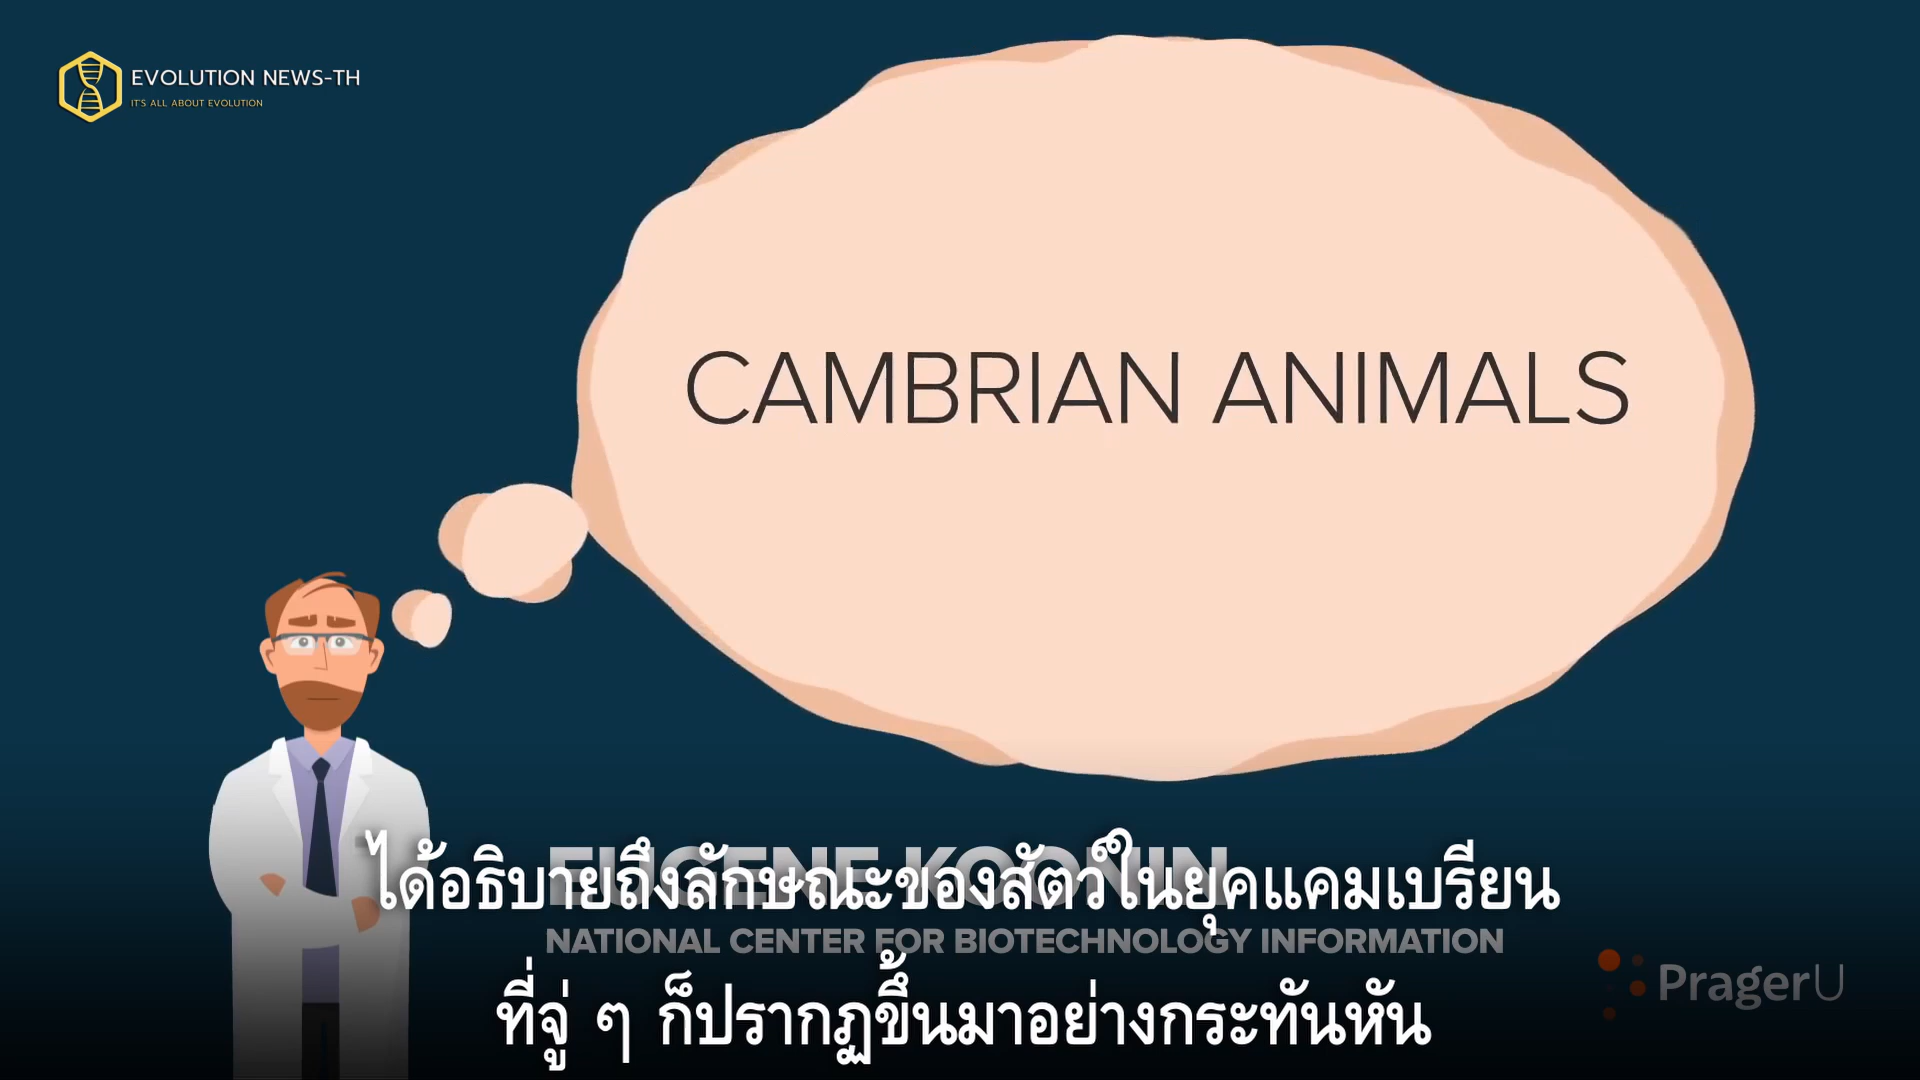 EVOLUTION NEWS-TH
IT'S ALL ABOUT EVOLUTION
CAMBRIAN ANIMALS
EUGENE KOONIN
ได้อธิบายถึงลักษณะของสัตว์ในยุคแคมเบรียน
NATIONAL CENTER FOR BIOTECHNOLOGY INFORMATION
PragerU
ที่จู่ ๆ ก็ปรากฏขึ้นมาอย่างกระทันหัน